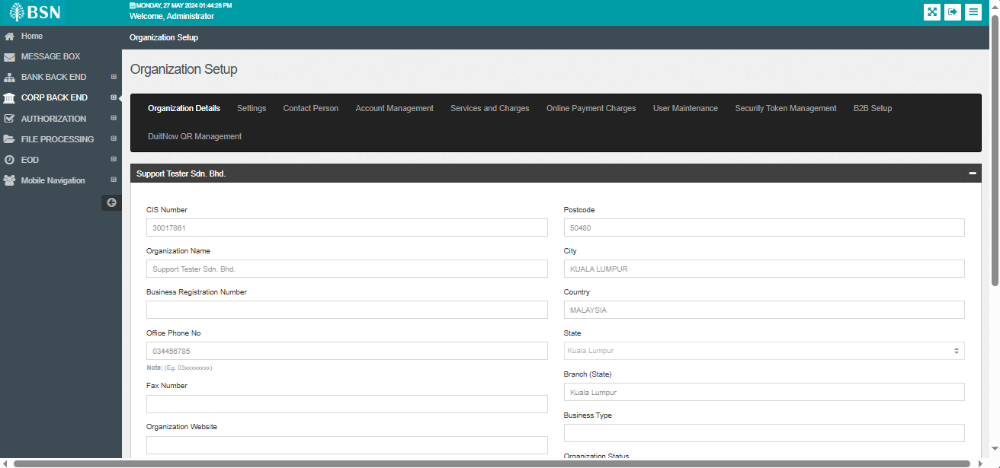 BSN
MONDAY, 27 MAY 2024 01:44:28 PM
Welcome, Administrator
Home
MESSAGE BOX
BANK BACK END
CORP BACK END
AUTHORIZATION
FILE PROCESSING
EOD
Mobile Navigation
Organization Setup
Organization Setup
Organization Details Settings Contact Person Account Management Services and Charges Online Payment Charges User Maintenance Security Token Management B2B Setup
DuitNow QR Management
Support Tester Sdn. Bhd.
CIS Number
30017861
Organization Name
Support Tester Sdn. Bhd.
Business Registration Number
Office Phone No
034456785
Note: (Eg. 03xxxxxxxx)
Fax Number
Organization Website
Postcode
50480
City
KUALA LUMPUR
Country
MALAYSIA
State
Kuala Lumpur
Branch (State)
Kuala Lumpur
Business Type
Organization Status